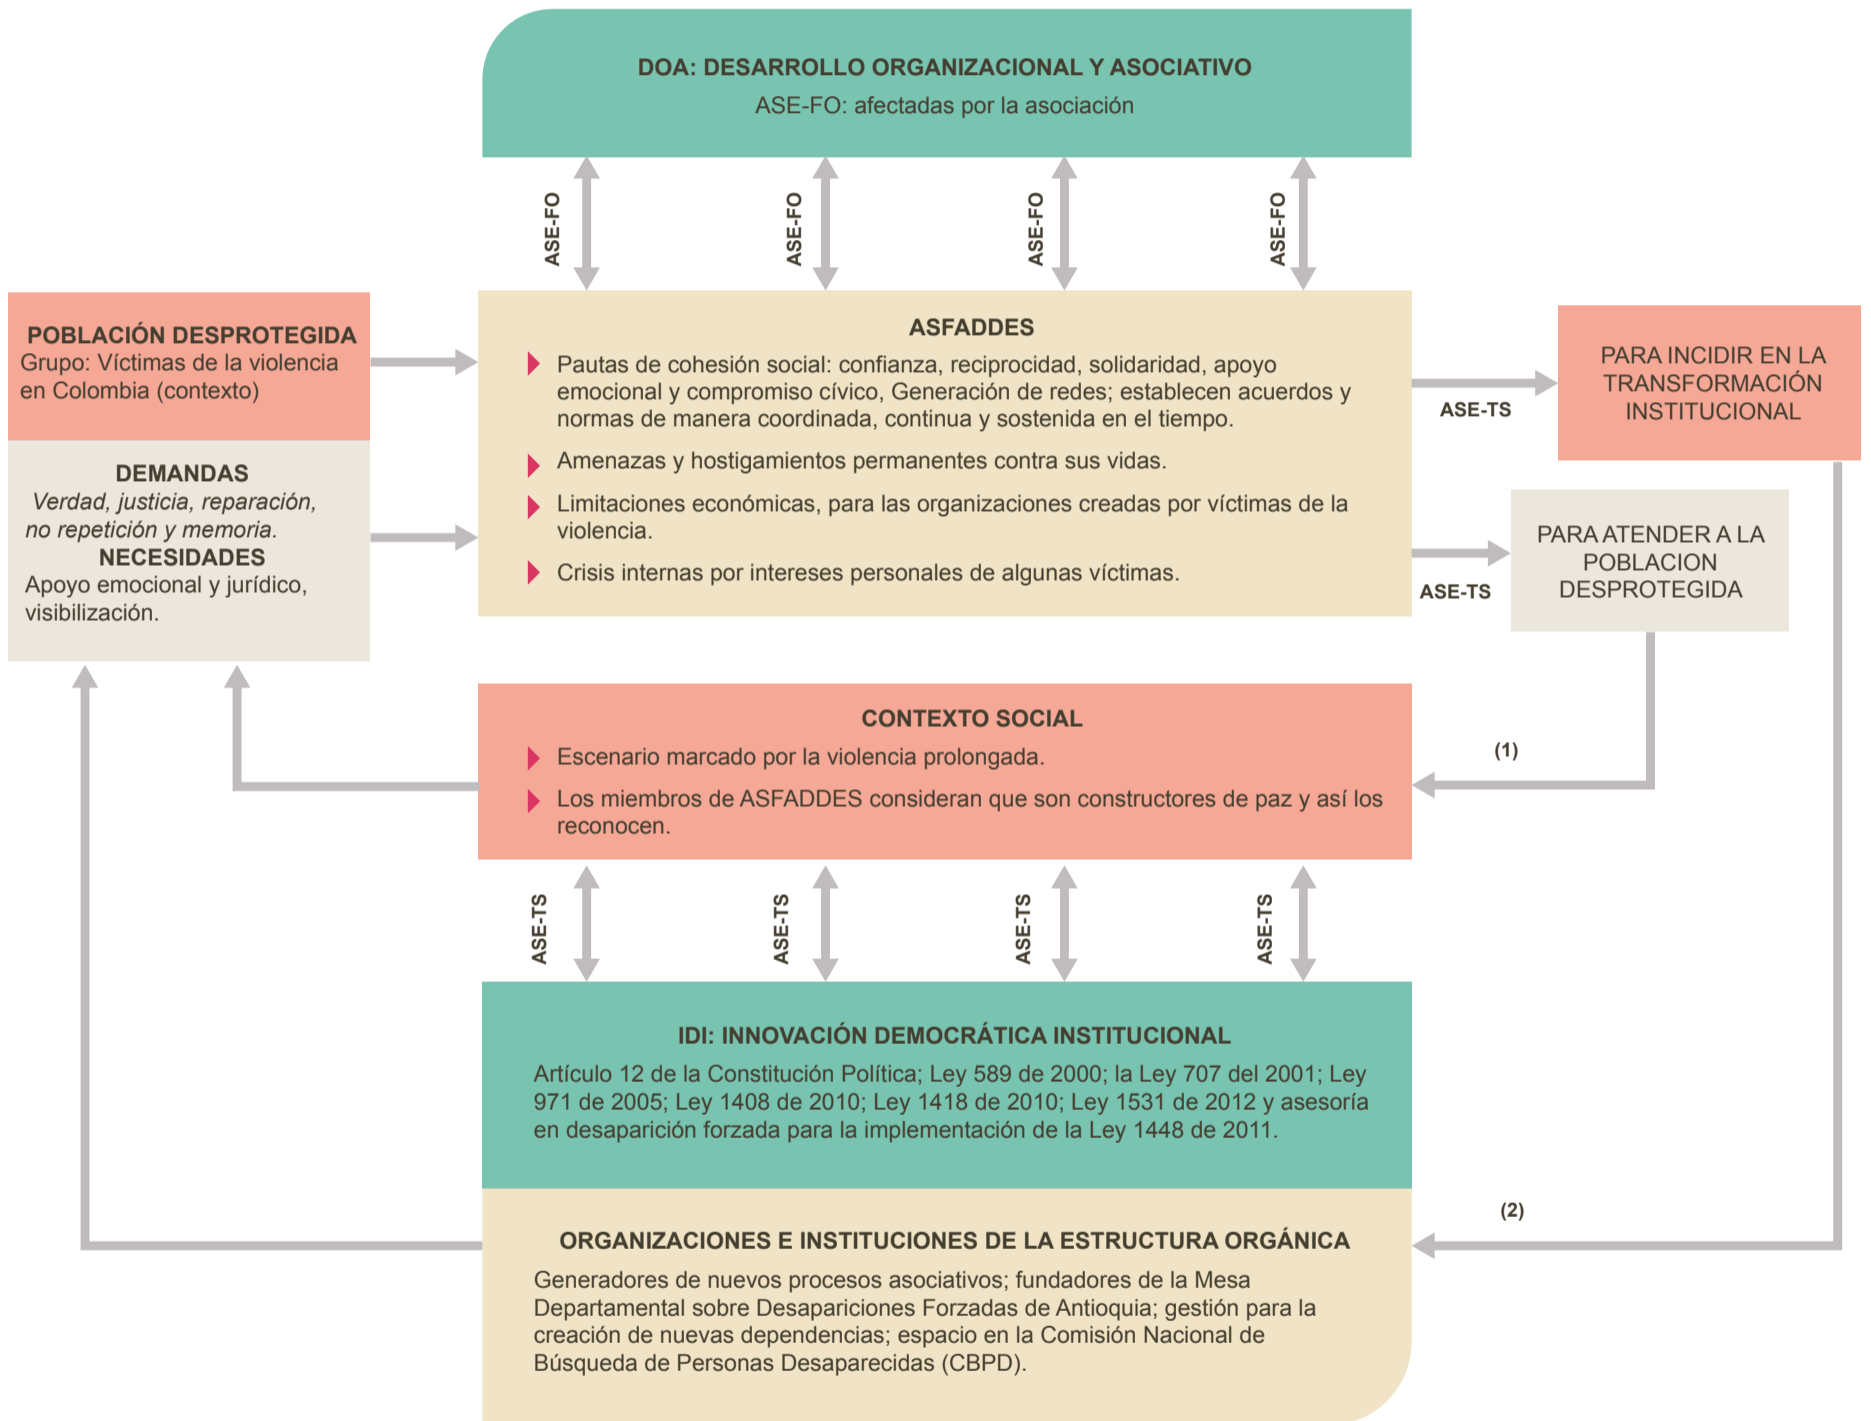 DOA: DESARROLLO ORGANIZACIONAL Y ASOCIATIVO
ASE-FO: afectadas por la asociación
ASE-FO
ASE-FO
ASE-FO
ASE-FO
POBLACIÓN DESPROTEGIDA
Grupo: Víctimas de la violencia
en Colombia (contexto)
DEMANDAS
Verdad, justicia, reparación,
no repetición y memoria.
NECESIDADES
Apoyo emocional y jurídico,
visibilización.
ASFADDES
Pautas de cohesión social: confianza, reciprocidad, solidaridad, apoyo
emocional y compromiso cívico, Generación de redes; establecen acuerdos y
normas de manera coordinada, continua y sostenida en el tiempo.
Amenazas y hostigamientos permanentes contra sus vidas.
Limitaciones económicas, para las organizaciones creadas por víctimas de la
violencia.
Crisis internas por intereses personales de algunas víctimas.
ASE-TS
PARA INCIDIR EN LA
TRANSFORMACIÓN
INSTITUCIONAL
ASE-TS
PARA ATENDER A LA
POBLACION
DESPROTEGIDA
CONTEXTO SOCIAL
Escenario marcado por la violencia prolongada.
Los miembros de ASFADDES consideran que son constructores de paz y así los
reconocen.
(1)
ASE-TS
ASE-TS
ASE-TS
ASE-TS
IDI: INNOVACIÓN DEMOCRÁTICA INSTITUCIONAL
Artículo 12 de la Constitución Política; Ley 589 de 2000; la Ley 707 del 2001; Ley
971 de 2005; Ley 1408 de 2010; Ley 1418 de 2010; Ley 1531 de 2012 y asesoría
en desaparición forzada para la implementación de la Ley 1448 de 2011.
(2)
ORGANIZACIONES E INSTITUCIONES DE LA ESTRUCTURA ORGÁNICA
Generadores de nuevos procesos asociativos; fundadores de la Mesa
Departamental sobre Desapariciones Forzadas de Antioquia; gestión para la
creación de nuevas dependencias; espacio en la Comisión Nacional de
Búsqueda de Personas Desaparecidas (CBPD).